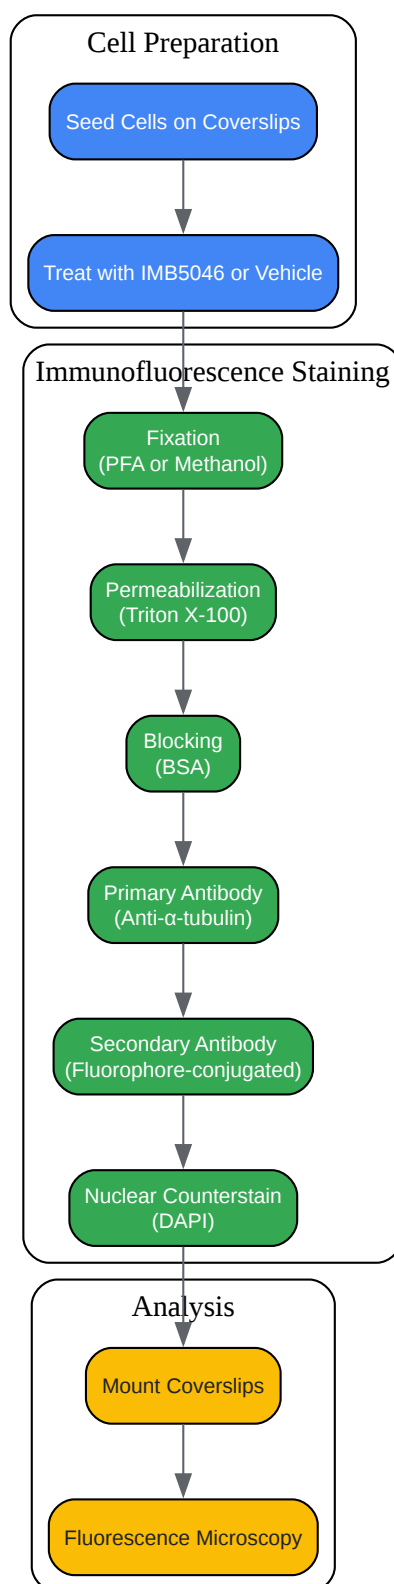 Cell Preparation
Seed Cells on Coverslips
Treat with IMB5046 or Vehicle
Immunofluorescence Staining
Fixation
(PFA or Methanol)
Permeabilization
(Triton X-100)
Blocking
(BSA)
Primary Antibody
(Anti-α-tubulin)
Secondary Antibody
(Fluorophore-conjugated)
Nuclear Counterstain
(DAPI)
Analysis
Mount Coverslips
Fluorescence Microscopy